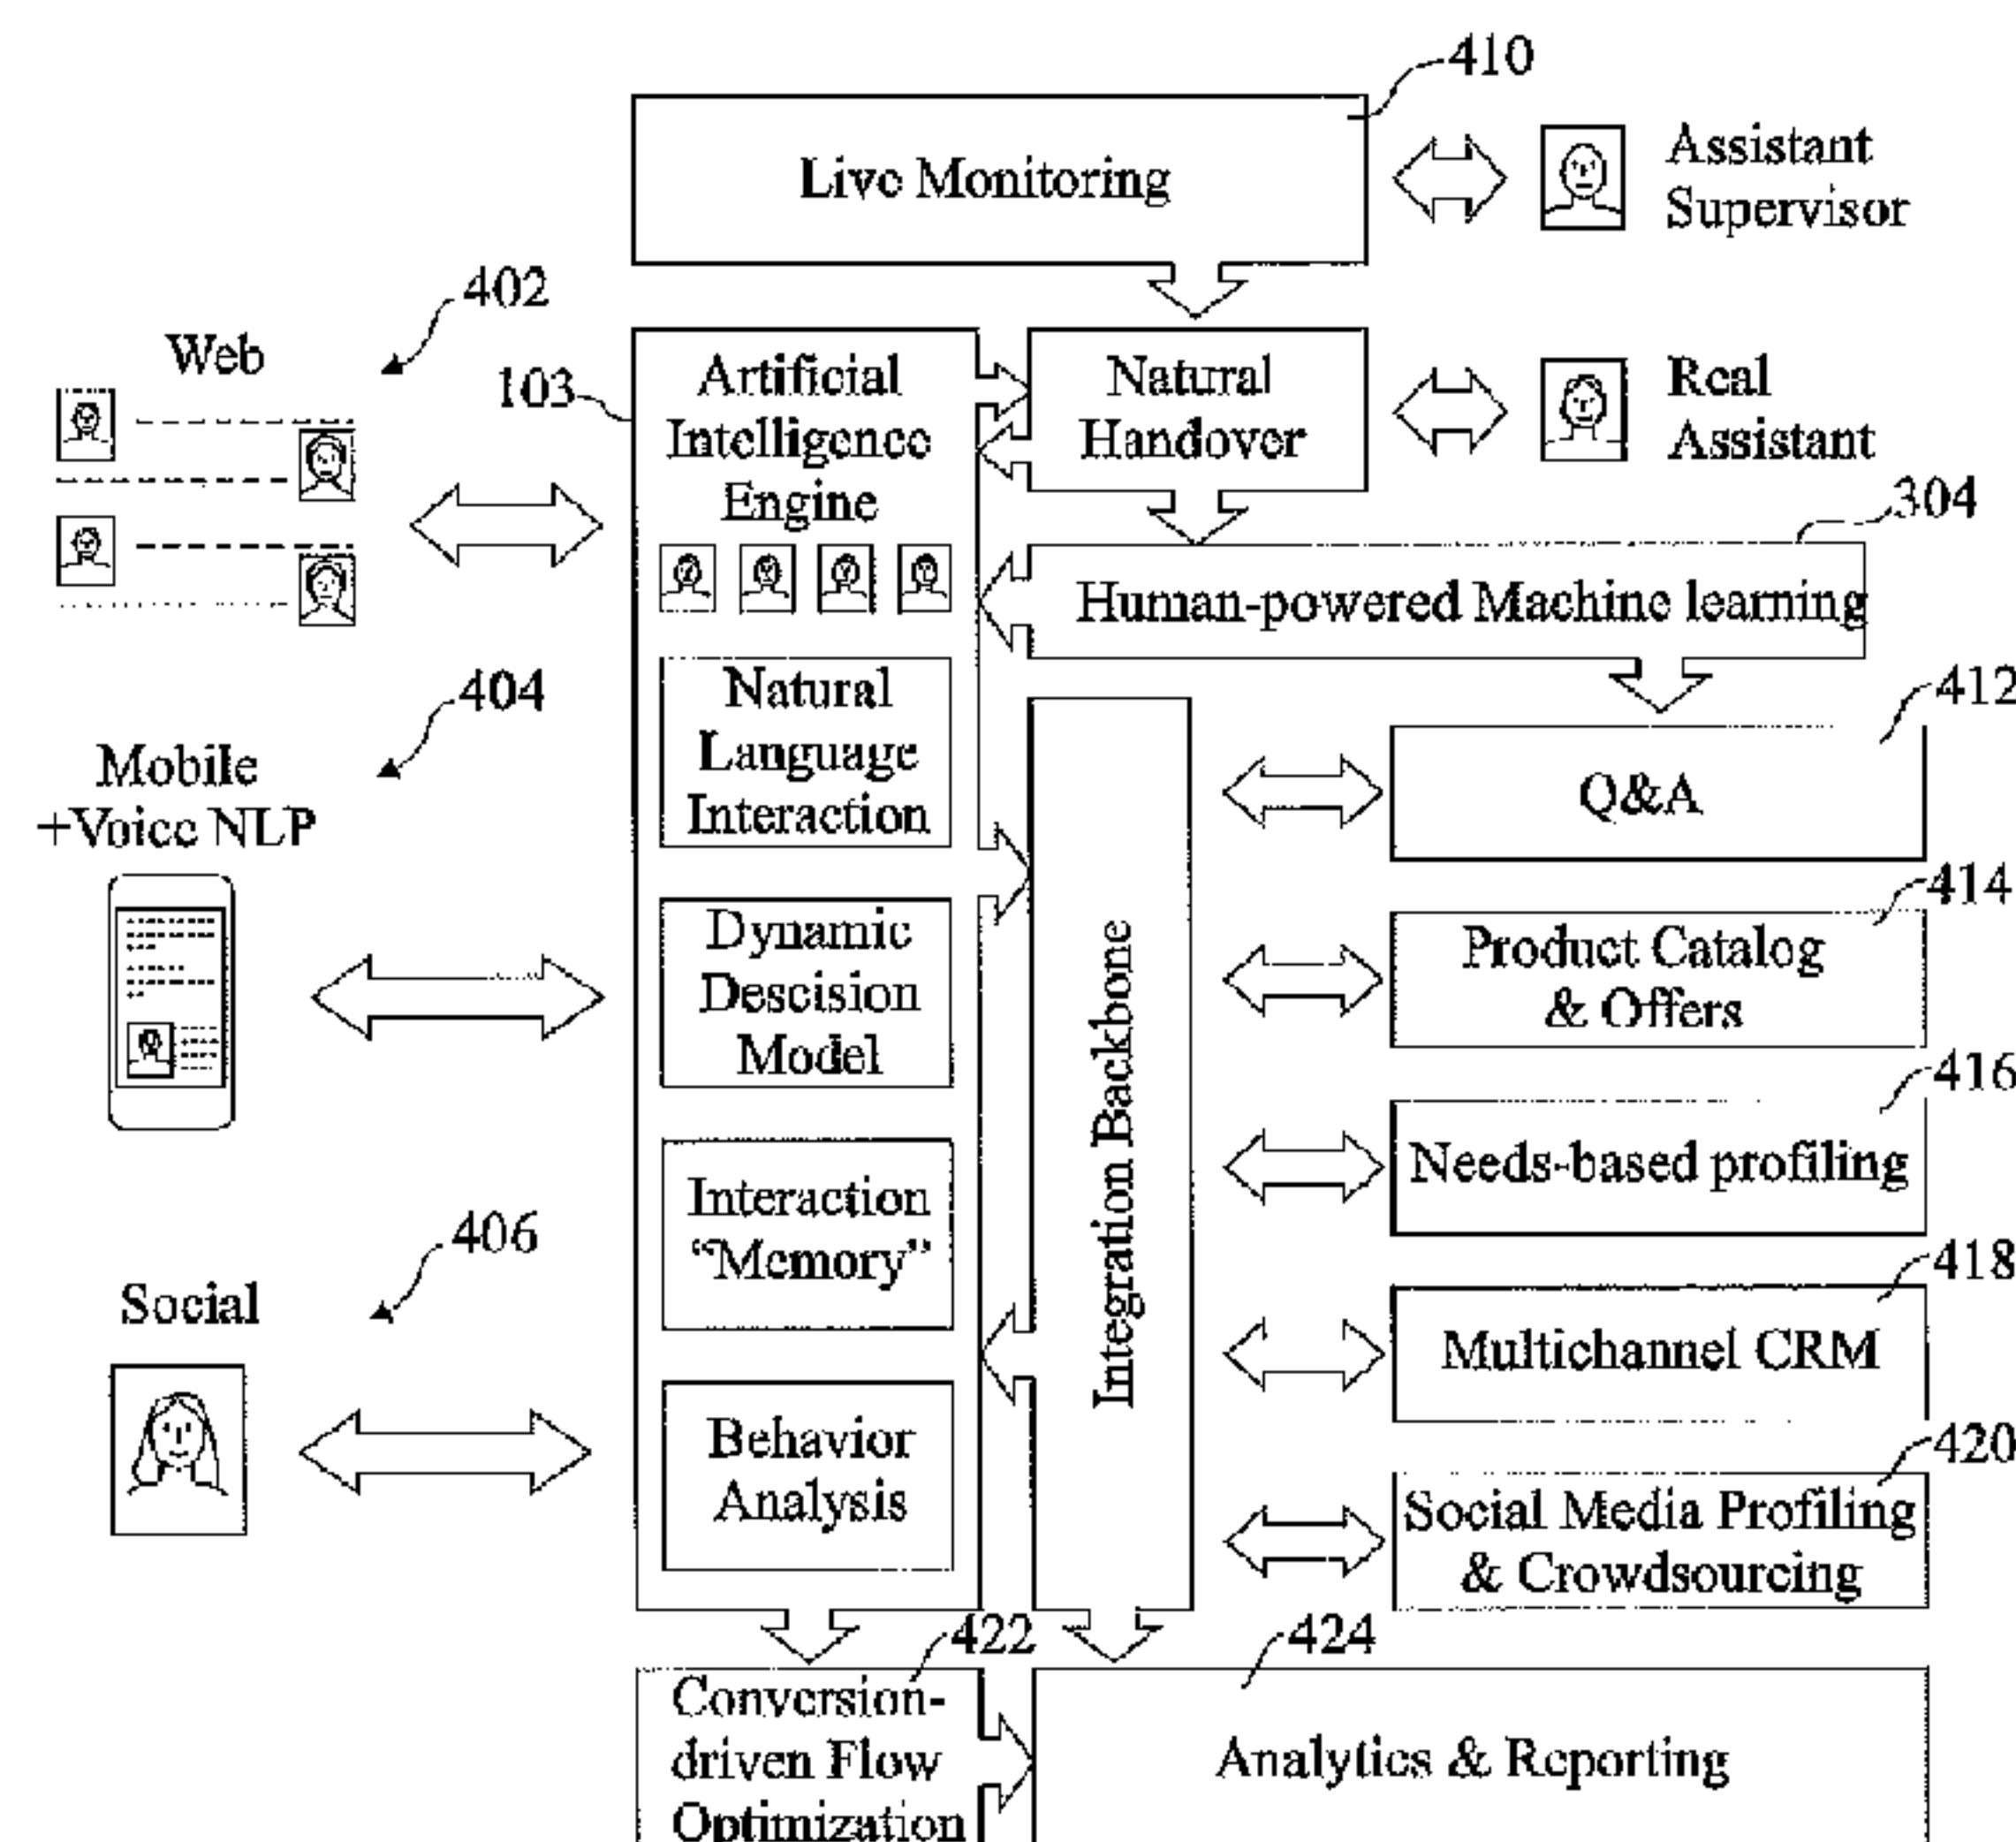 410
Live Monitoring
Assistant
Supervisor
402
Web
103
Artificial
Intelligence
Engine
Natural
Handover
Real
Assistant
304
Human-powered Machine learning
404
Mobile
+Voice NLP
Natural
Language
Interaction
412
Q&A
Dynamic
Descision
Model
414
Product Catalog
& Offers
Integration Backbone
416
Needs-based profiling
406
Social
Interaction
“Memory”
418
Multichannel CRM
Behavior
Analysis
420
Social Media Profiling
& Crowdsourcing
422
Conversion-
driven Flow
Optimization
424
Analytics & Reporting